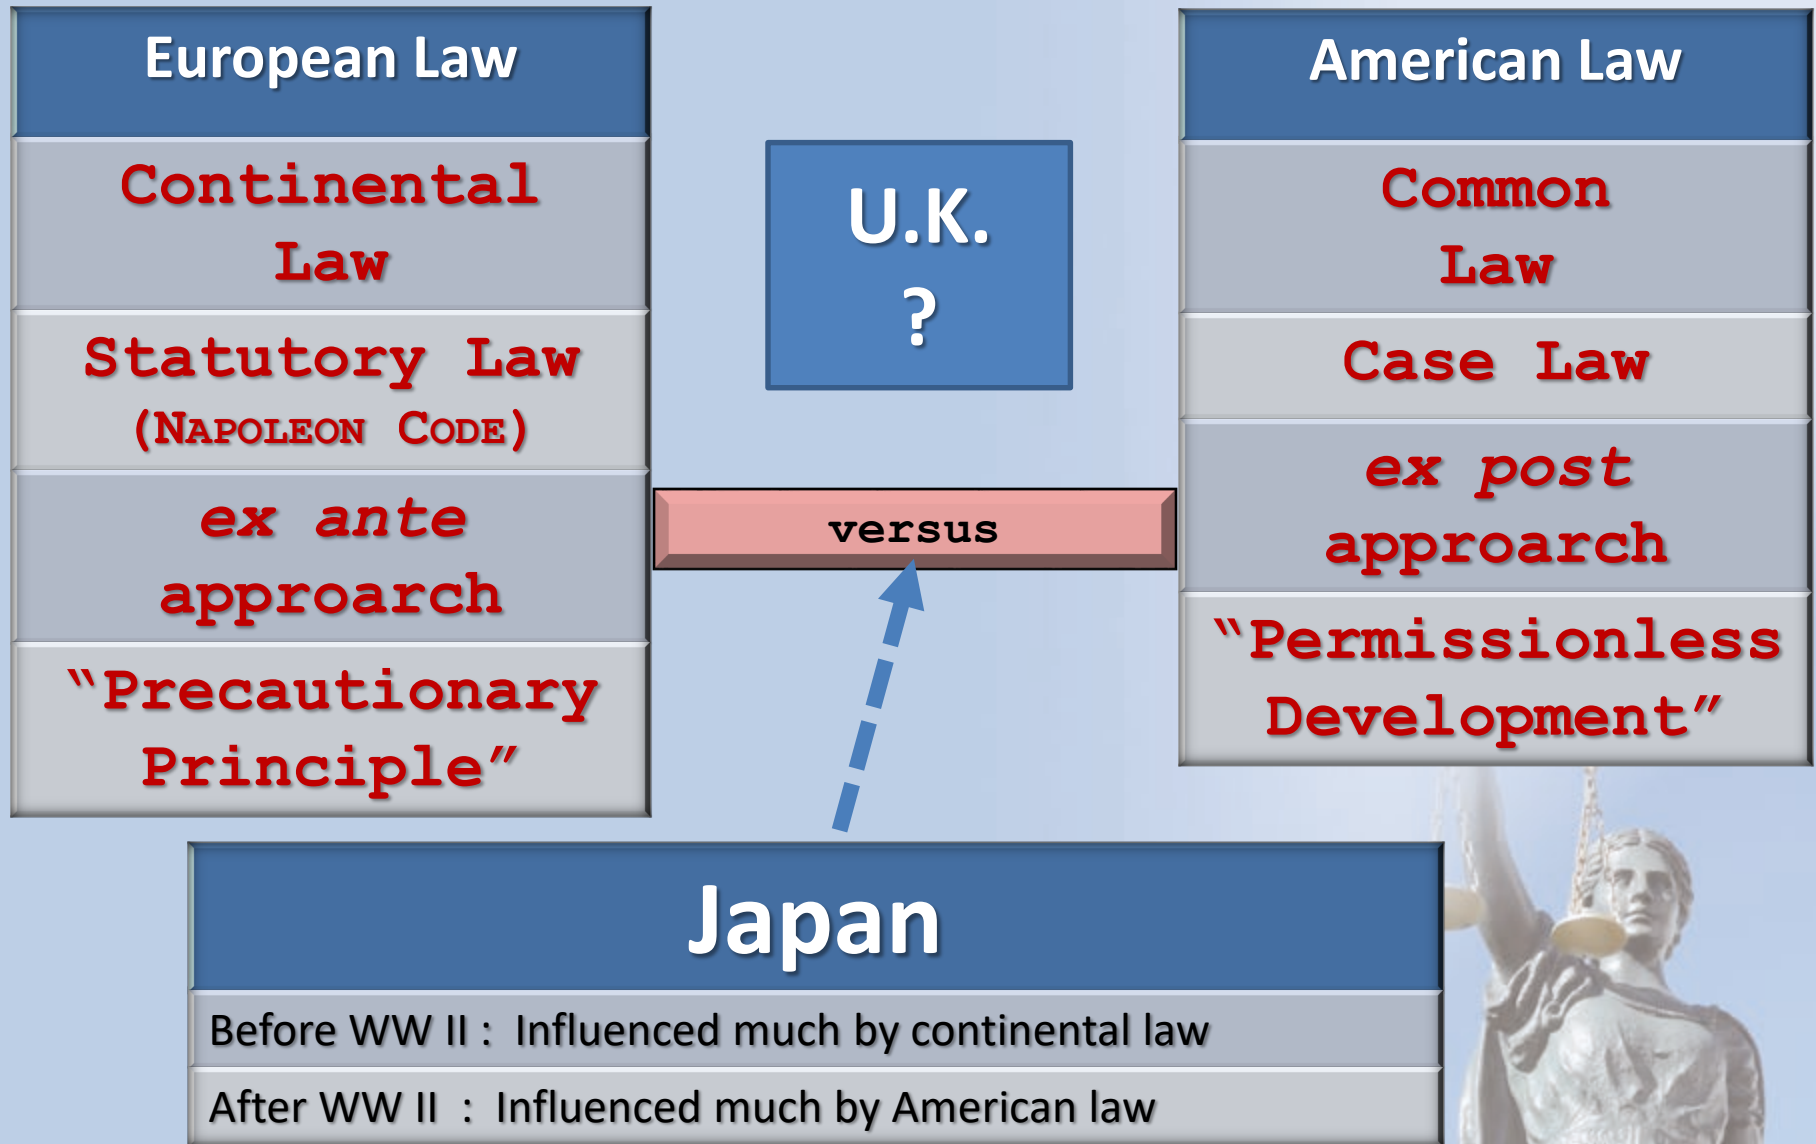 European Law
Continental
Law
Statutory Law
(NAPOLEON CODE)
ex ante
approarch
“Precautionary
Principle”
U.K.
?
versus
American Law
Common
Law
Case Law
ex post
approarch
“Permissionless
Development”
Japan
Before WW II : Influenced much by continental law
After WW II : Influenced much by American law